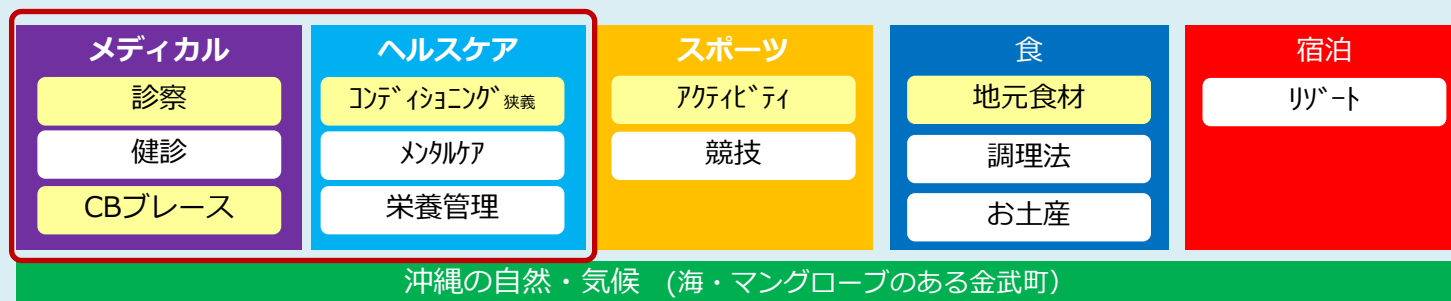 メディカル
診察
健診
CBブレース
ヘルスケア
ｺﾝﾃﾞｨｼｮﾆﾝｸﾞ狭義
ﾒﾝﾀﾙｹｱ
栄養管理
スポーツ
ｱｸﾃｨﾋﾞﾃｨ
競技
食
地元食材
調理法
お土産
宿泊
ﾘｿﾞｰﾄ
沖縄の自然・気候　(海・マングローブのある金武町）